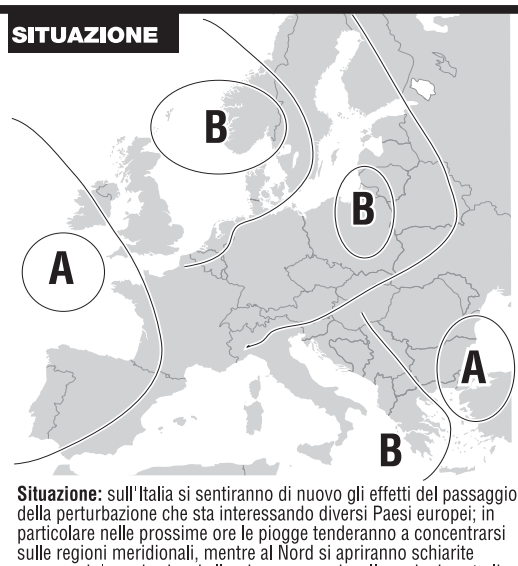 SITUAZIONE
B
B
A
A
B
Situazione: sull'Italia si sentiranno di nuovo gli effetti del passaggio
della perturbazione che sta interessando diversi Paesi europei; in
particolare nelle prossime ore le piogge tenderanno a concentrarsi
sulle regioni meridionali, mentre al Nord si apriranno schiarite